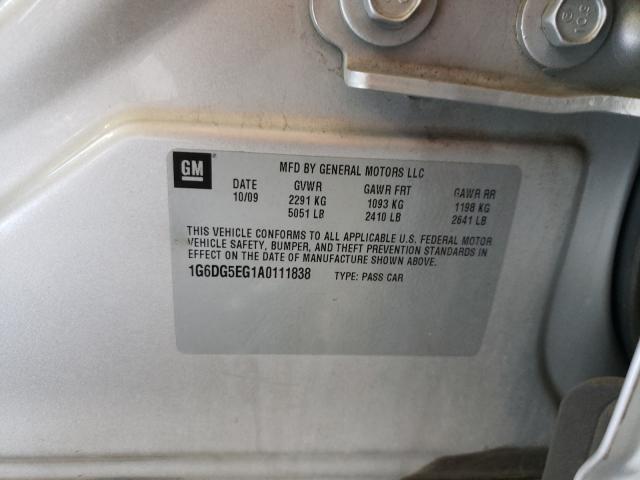 GM
MFD BY GENERAL MOTORS LLC
DATE GVWR GAWR FRT GAWR RR
10/09 2291 KG 1093 KG 1198 KG
5051 LB 2410 LB 2641 LB
THIS VEHICLE CONFORMS TO ALL APPLICABLE U.S. FEDERAL MOTOR
VEHICLE SAFETY, BUMPER, AND THEFT PREVENTION STANDARDS IN
EFFECT ON THE DATE OF MANUFACTURE SHOWN ABOVE.
1G6DG5EG1A0111838 TYPE: PASS CAR